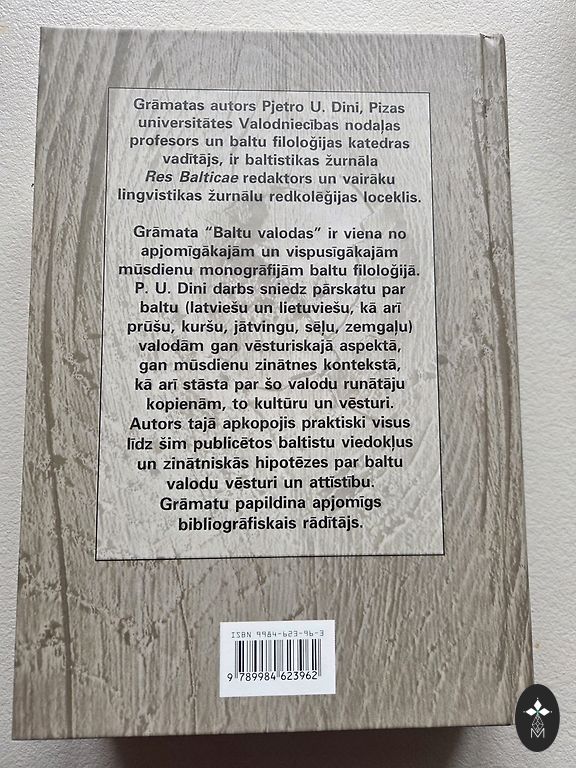 Grāmatas autors Pjetro U. Dini, Pizas
universitātes Valodniecības nodaļas
profesors un baltu filoloģijas katedras
vadītājs, ir baltistikas žurnāla
Res Balticae redaktors un vairāku
lingvistikas žurnālu redkolēģijas loceklis.
Grāmata “Baltu valodas” ir viena no
apjomīgākajām un vispusīgākajām
mūsdienu monogrāfijām baltu filoloģijā.
P. U. Dini darbs sniedz pārskatu par
baltu (latviešu un lietuviešu, kā arī
prūšu, kuršu, jātvingu, sēļu, zemgaļu)
valodām gan vēsturiskajā aspektā,
gan mūsdienu zinātnes kontekstā,
kā arī stāsta par šo valodu runātāju
kopienām, to kultūru un vēsturi.
Autors tajā apkopojis praktiski visus
līdz šim publicētos baltistu viedokļus
un zinātniskās hipotēzes par baltu
valodu vēsturi un attīstību.
Grāmatu papildina apjomīgs
bibliogrāfiskais rādītājs.
ISBN 9984-623-96-3
9 789984 623962
M